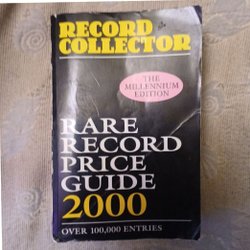 RECORD
COLLECTOR
THE
MILLENNIUM
EDITION
RARE
RECORD
PRICE
GUIDE
2000
OVER 100,000 ENTRIES